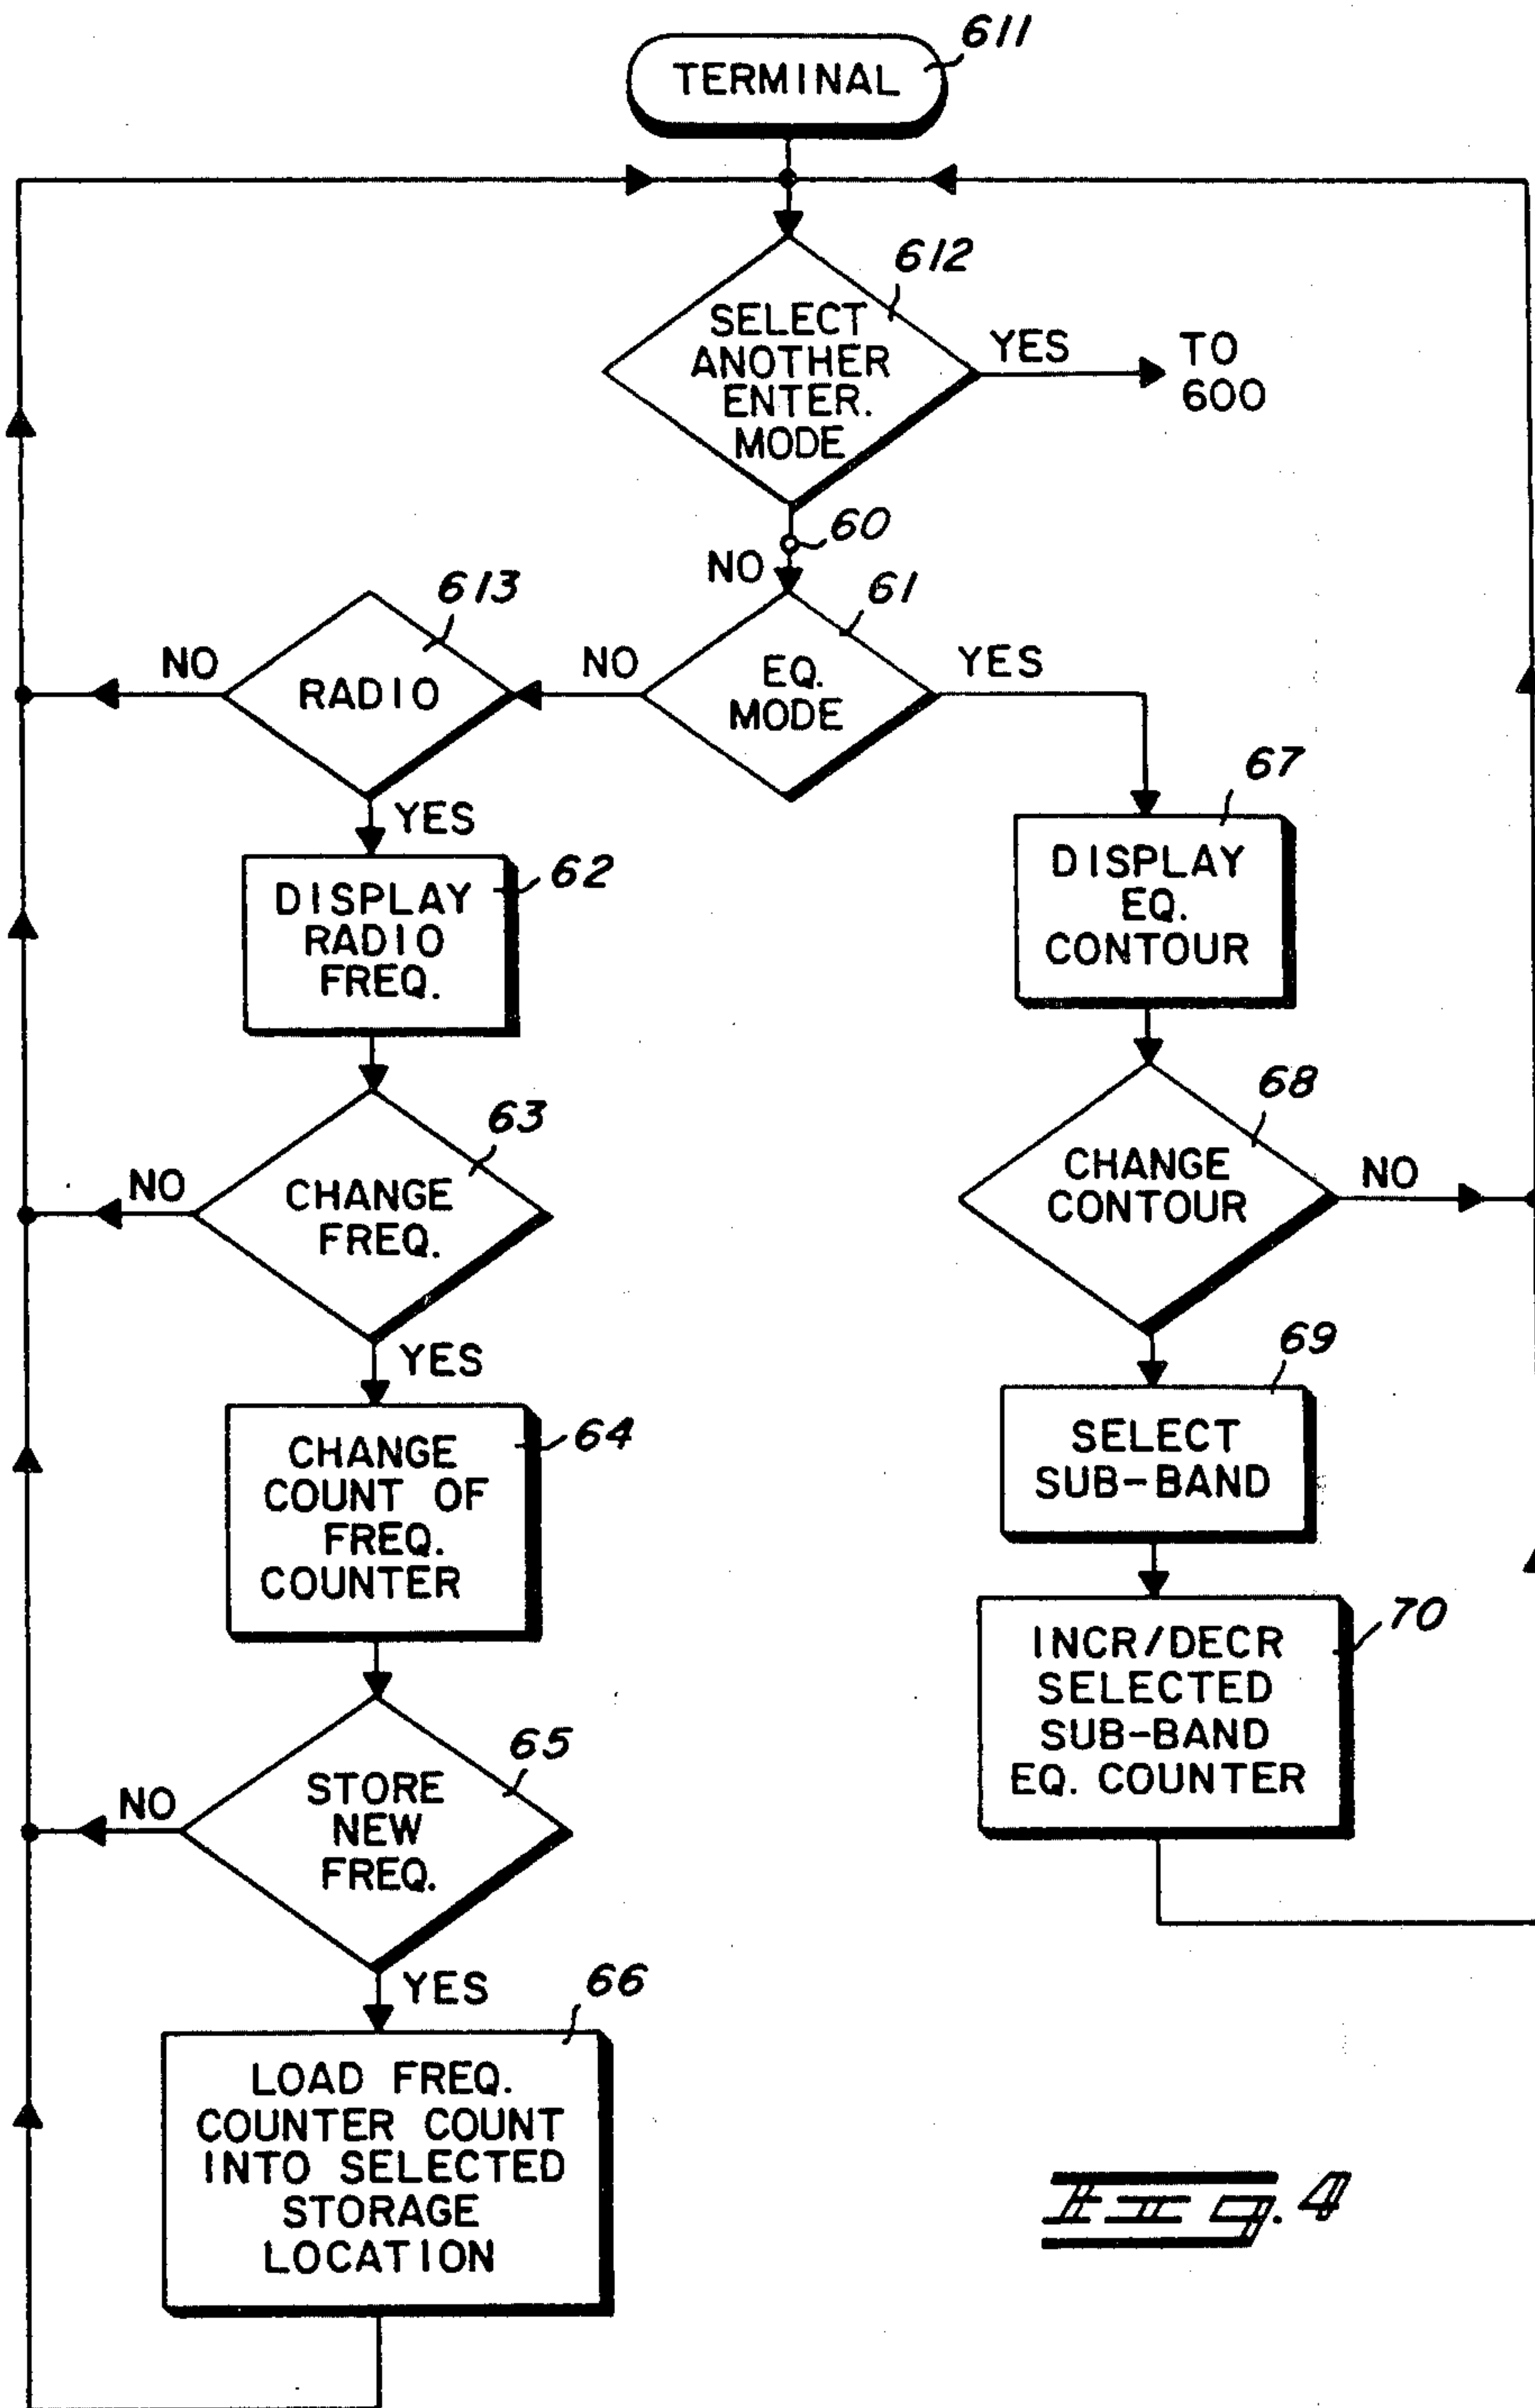 611
TERMINAL
612
SELECT
ANOTHER
ENTER.
MODE
YES
TO
600
60
NO
61
EQ.
MODE
NO
YES
613
RADIO
NO
YES
62
DISPLAY
RADIO
FREQ.
67
DISPLAY
EQ.
CONTOUR
63
CHANGE
FREQ.
NO
YES
68
CHANGE
CONTOUR
NO
64
CHANGE
COUNT OF
FREQ.
COUNTER
69
SELECT
SUB-BAND
65
STORE
NEW
FREQ.
NO
YES
70
INCR/DECR
SELECTED
SUB-BAND
EQ. COUNTER
66
LOAD FREQ.
COUNTER COUNT
INTO SELECTED
STORAGE
LOCATION
Fig. 4